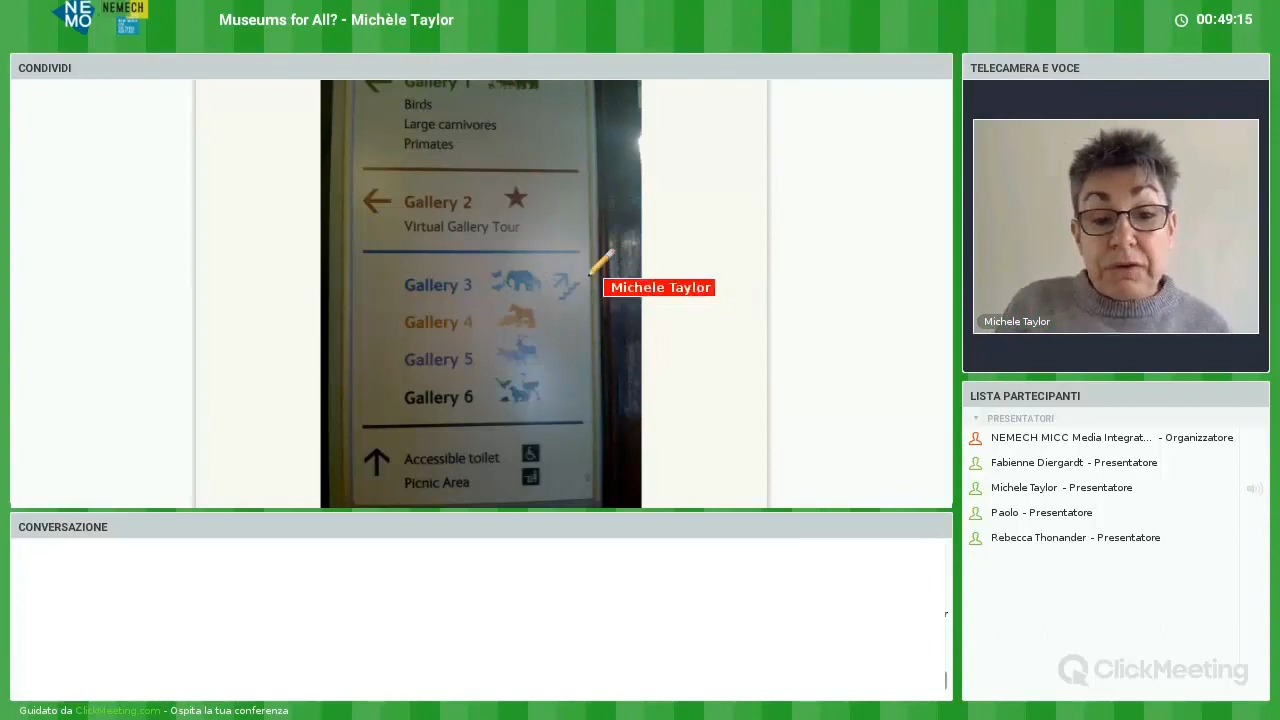 NE
MO
NEMECH
Museums for All? - Michèle Taylor
00:49:15
CONDIVIDI
Gallery 1
Birds
Large carnivores
Primates
Gallery 2
Virtual Gallery Tour
Gallery 3
Gallery 4
Gallery 5
Gallery 6
Accessible toilet
Picnic Area
Michele Taylor
TELECAMERA E VOCE
Michele Taylor
LISTA PARTECIPANTI
PRESENTATORI
NEMECH MICC Media Integrat... - Organizzatore
Fabienne Diergardt - Presentatore
Michele Taylor - Presentatore
Paolo - Presentatore
Rebecca Thonander - Presentatore
ClickMeeting
CONVERSAZIONE
Guidato da ClickMeeting.com - Ospita la tua conferenza